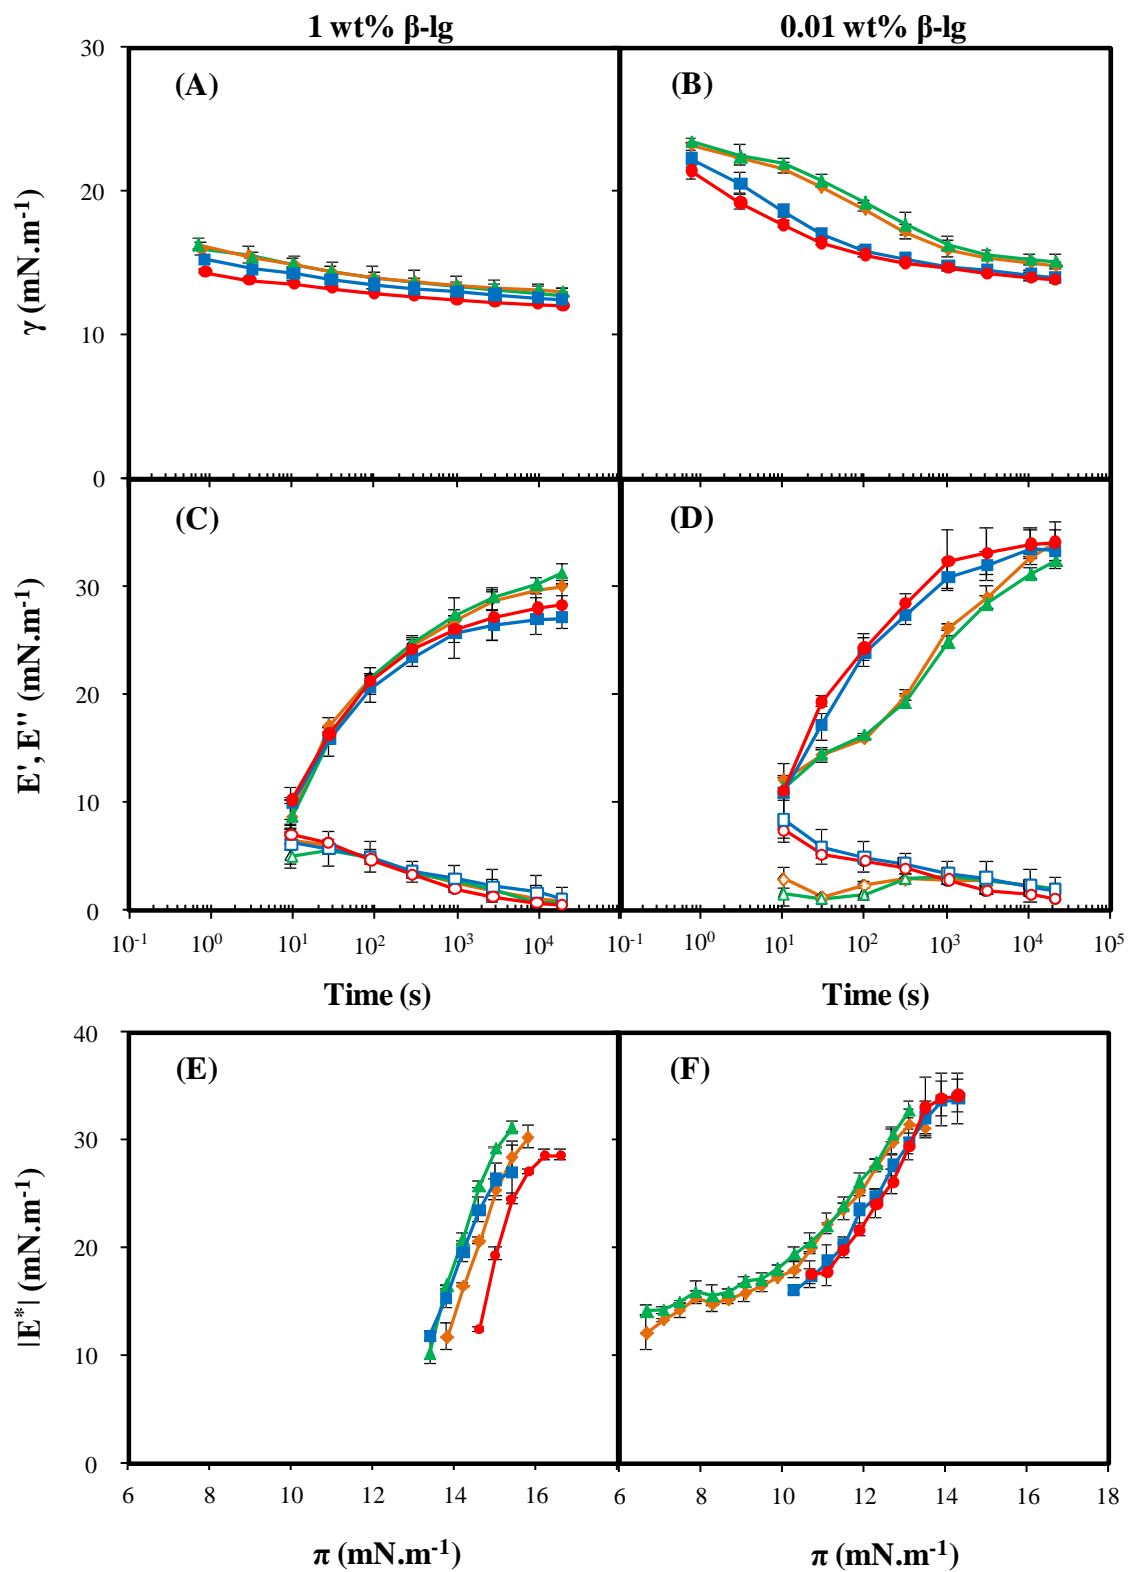 1 wt% β-lg 0.01 wt% β-lg
30
(A) (B)
20
γ (mN.m-1)
10
0
(C) (D)
30
E', E'' (mN.m-1)
20
10
0
10-1 100 101 102 103 104 10-1 100 101 102 103 104 105
Time (s) Time (s)
40
(E) (F)
30
|E*| (mN.m-1)
20
10
0
6 8 10 12 14 16 6 8 10 12 14 16 18
π (mN.m-1) π (mN.m-1)